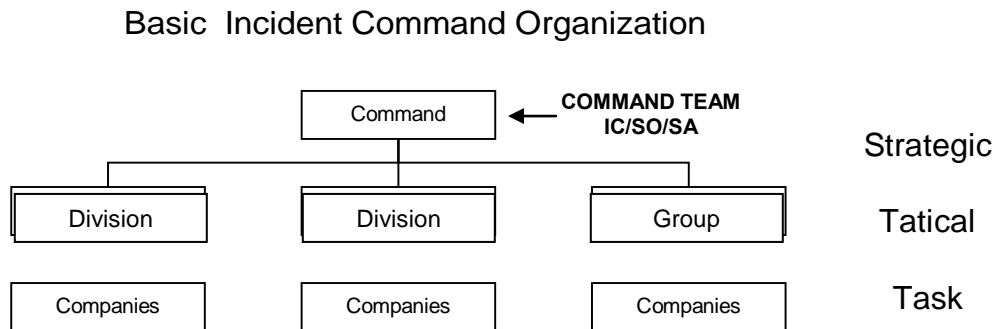 Basic Incident Command Organization
Command
COMMAND TEAM
IC/SO/SA
Strategic
Division
Division
Group
Tatical
Companies
Companies
Companies
Task